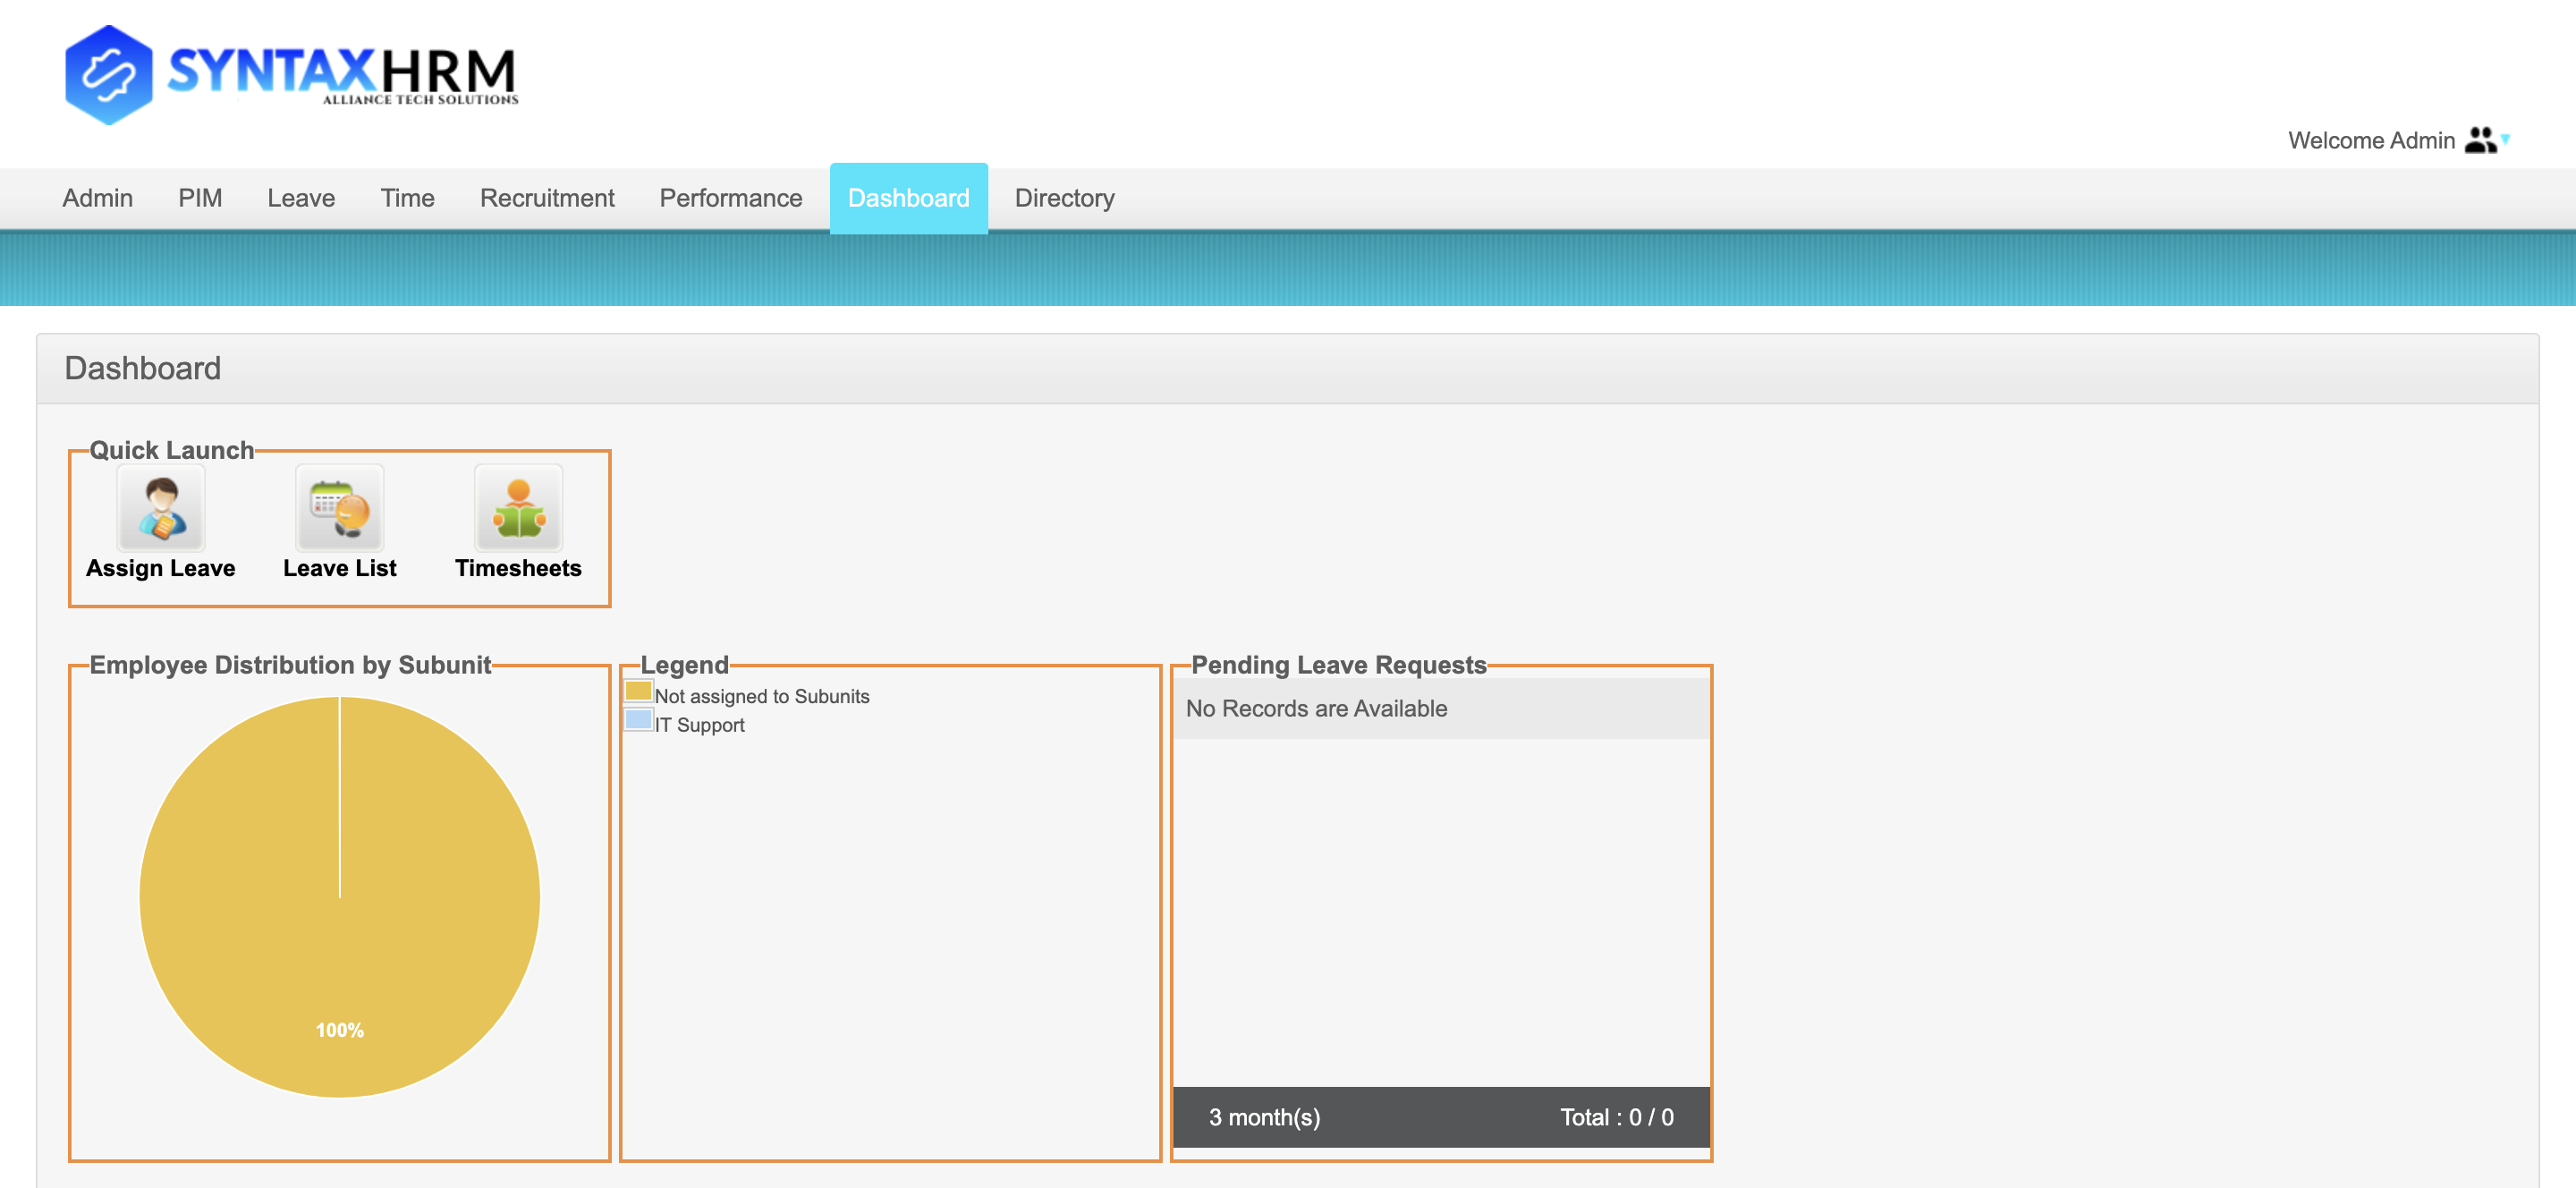 SYNTAXHRM
ALLIANCE TECH SOLUTIONS
Welcome Admin
Admin PIM Leave Time Recruitment Performance Dashboard Directory
Dashboard
Quick Launch
Assign Leave Leave List Timesheets
Employee Distribution by Subunit
100%
Legend
Not assigned to Subunits
IT Support
Pending Leave Requests
No Records are Available
3 month(s) Total : 0 / 0